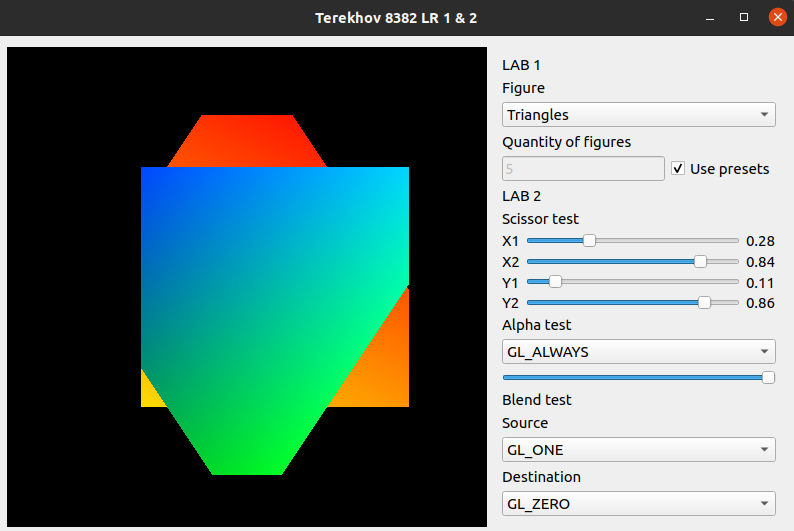 Terekhov 8382 LR 1 & 2
LAB 1
Figure
Triangles
Quantity of figures
5
Use presets
LAB 2
Scissor test
X1 0.28
X2 0.84
Y1 0.11
Y2 0.86
Alpha test
GL_ALWAYS
Blend test
Source
GL_ONE
Destination
GL_ZERO